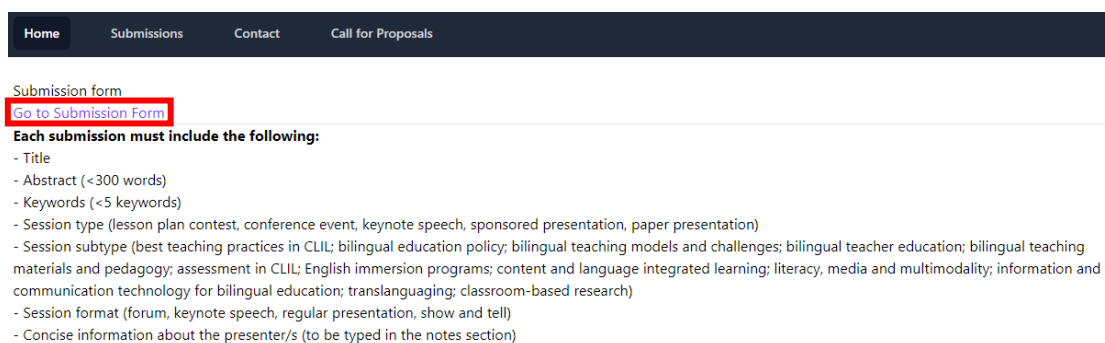 Home Submissions Contact Call for Proposals
Submission form
Go to Submission Form
Each submission must include the following:
- Title
- Abstract (<300 words)
- Keywords (<5 keywords)
- Session type (lesson plan contest, conference event, keynote speech, sponsored presentation, paper presentation)
- Session subtype (best teaching practices in CLIL; bilingual education policy; bilingual teaching models and challenges; bilingual teacher education; bilingual teaching
materials and pedagogy; assessment in CLIL; English immersion programs; content and language integrated learning; literacy, media and multimodality; information and
communication technology for bilingual education; translanguaging; classroom-based research)
- Session format (forum, keynote speech, regular presentation, show and tell)
- Concise information about the presenter/s (to be typed in the notes section)